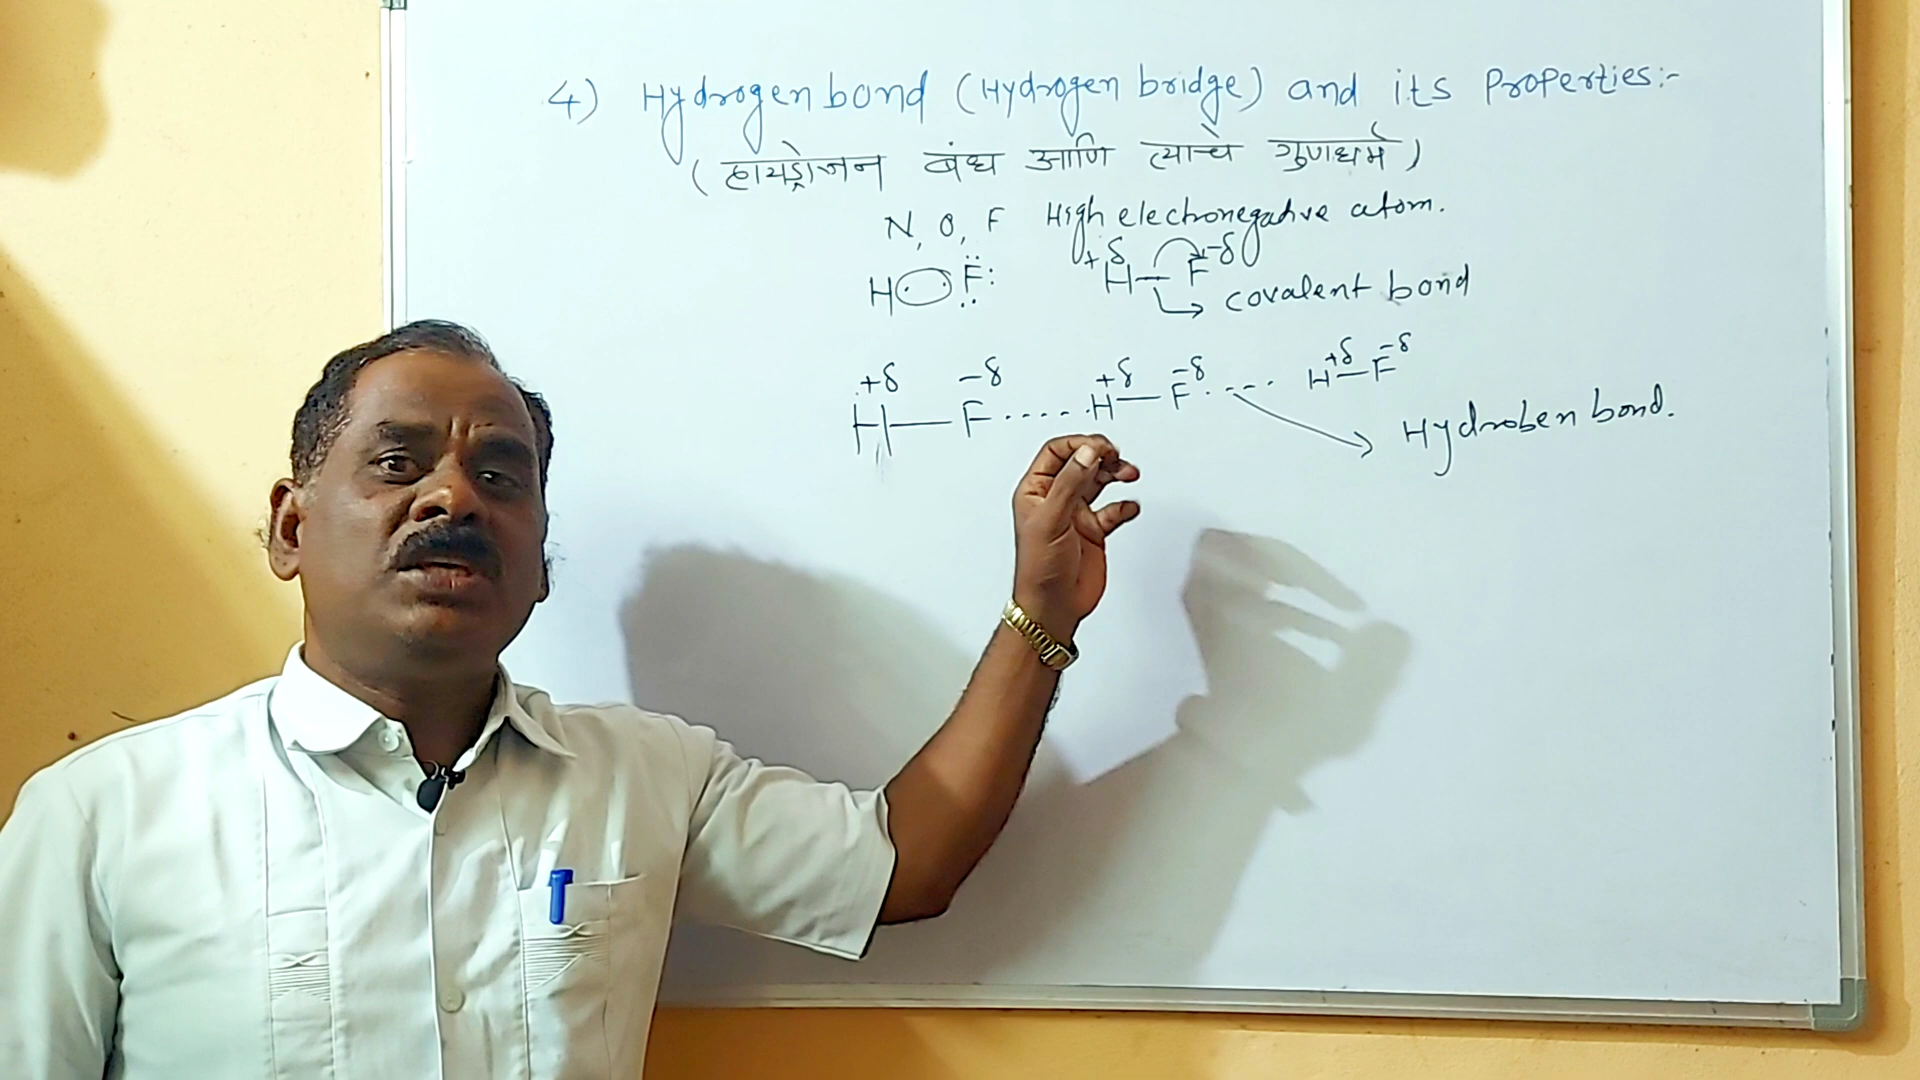 4) Hydrogen bond (Hydrogen bridge) and its Properties:-
(हायड्रोजन बंध आणि त्याचे गुणधर्म)
N, O, F High electronegative atom.
+δ -δ
H F: H—F
covalent bond
+δ -δ +δ -δ +δ -δ
H—F.....H—F.....H—F
Hydroben bond.